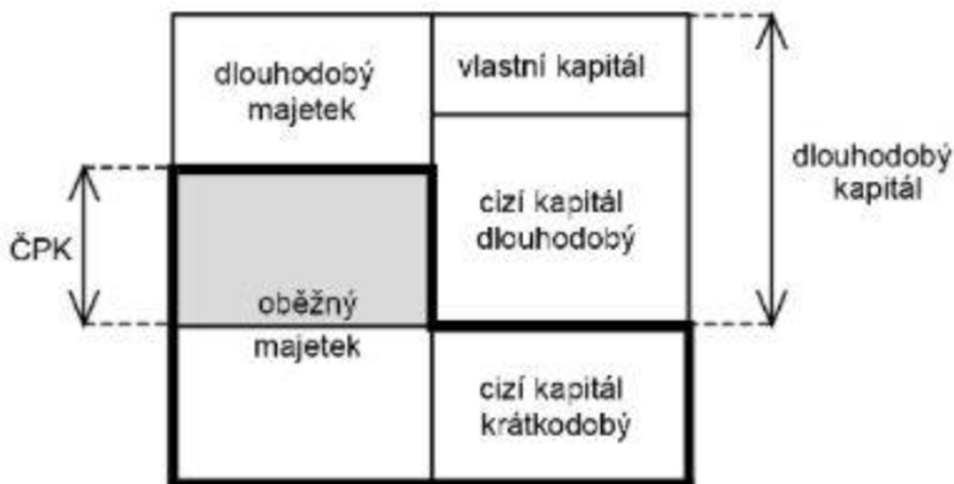 dlouhodobý
majetek
vlastní kapitál
dlouhodobý
kapitál
cizí kapitál
dlouhodobý
ČPK
oběžný
majetek
cizí kapitál
krátkodobý